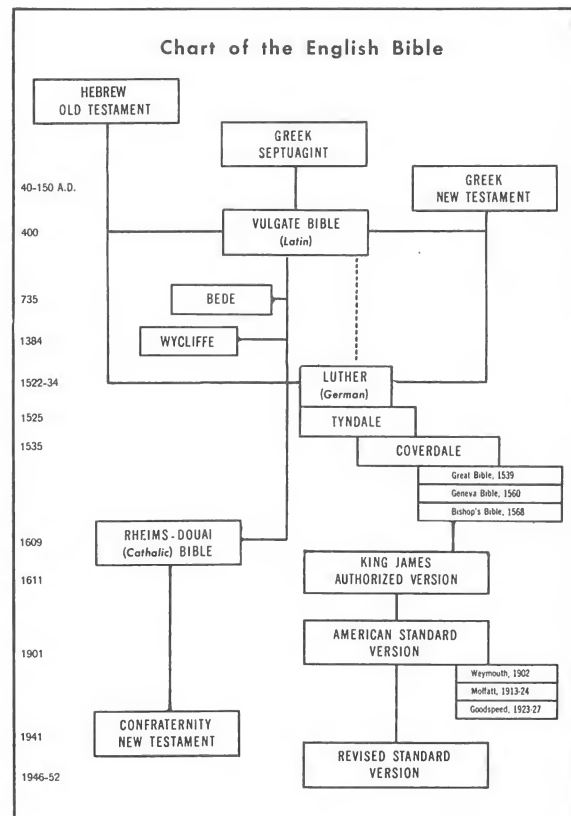 Chart of the English Bible
HEBREW
OLD TESTAMENT
GREEK
SEPTUAGINT
40-150 A.D.
GREEK
NEW TESTAMENT
400
VULGATE BIBLE
(Latin)
735
BEDE
1384
WYCLIFFE
1522-34
LUTHER
(German)
1525
TYNDALE
1535
COVERDALE
Great Bible, 1539
Geneva Bible, 1560
Bishop's Bible, 1568
1609
RHEIMS-DOUAI
(Cathalic) BIBLE
1611
KING JAMES
AUTHORIZED VERSION
1901
AMERICAN STANDARD
VERSION
Weymouth, 1902
Moffatt, 1913-24
Goodspeed, 1923-27
1941
CONFRATERNITY
NEW TESTAMENT
1946-52
REVISED STANDARD
VERSION